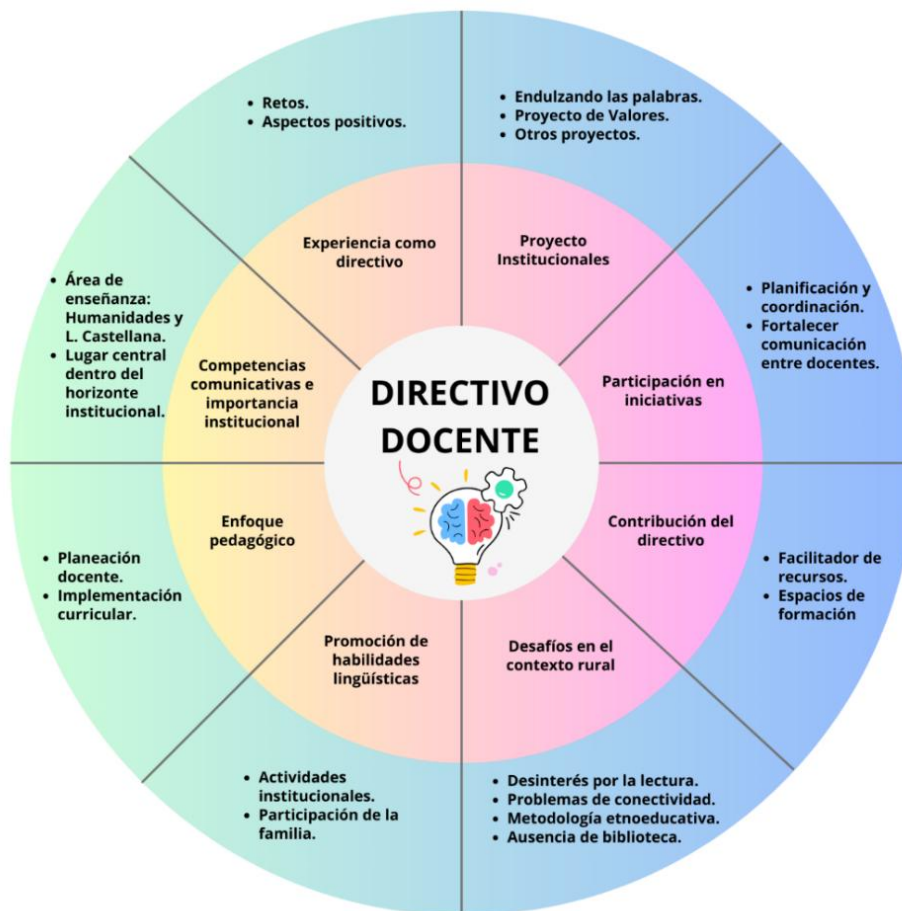 DIRECTIVO
DOCENTE
Experiencia como
directivo
• Retos.
• Aspectos positivos.
Proyecto
Institucionales
• Endulzando las palabras.
• Proyecto de Valores.
• Otros proyectos.
Participación en
iniciativas
• Planificación y
coordinación.
• Fortalecer
comunicación
entre docentes.
Contribución del
directivo
• Facilitador de
recursos.
• Espacios de
formación
Desafíos en el
contexto rural
• Desinterés por la lectura.
• Problemas de conectividad.
• Metodología etnoeducativa.
• Ausencia de biblioteca.
Promoción de
habilidades
lingüísticas
• Actividades
institucionales.
• Participación de la
familia.
Enfoque
pedagógico
• Planeación
docente.
• Implementación
curricular.
Competencias
comunicativas e
importancia
institucional
• Área de
enseñanza:
Humanidades y
L. Castellana.
• Lugar central
dentro del
horizonte
institucional.